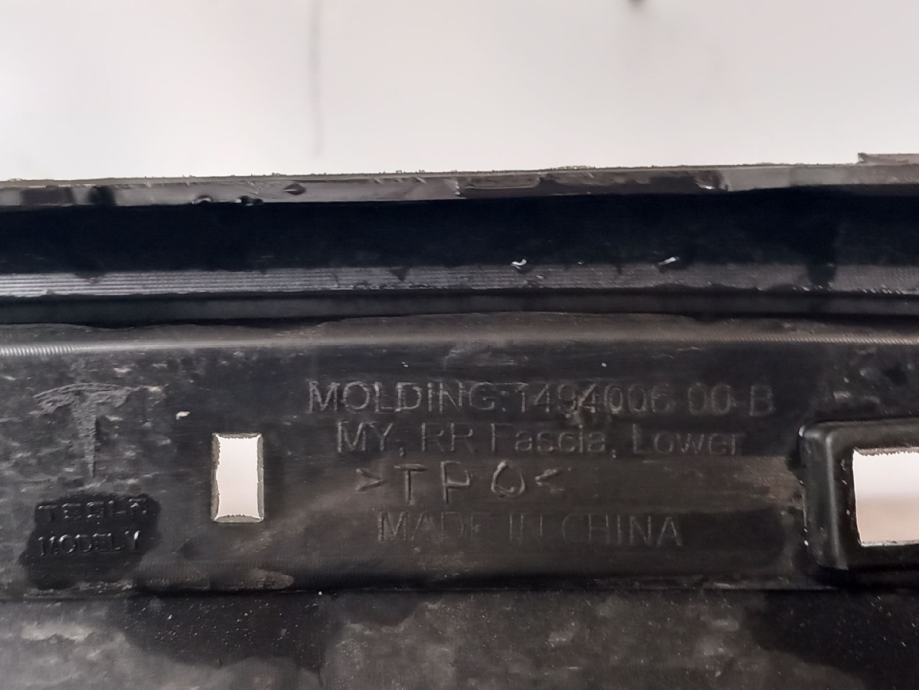 MOLDING:1494006-00-B
MY, RR Fascia, Lower
>TPO<
MADE IN CHINA
TESLA
MODEL Y